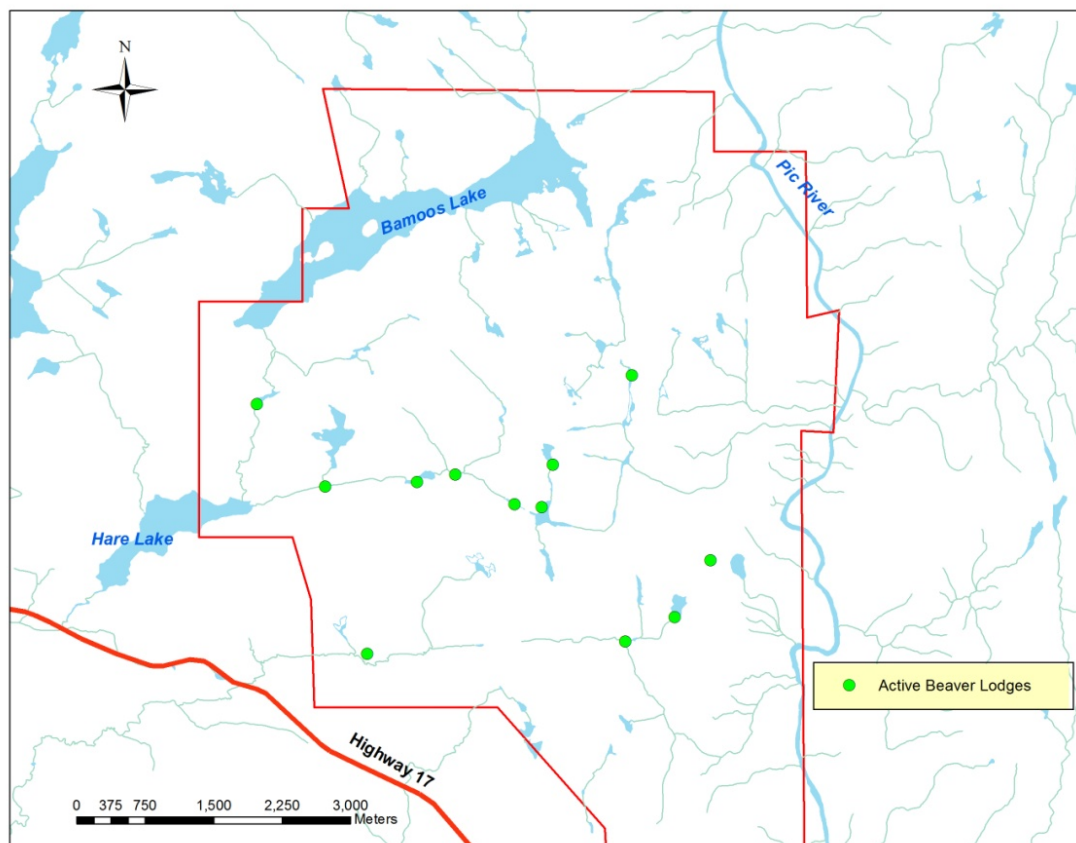 N
Bamoos Lake
Pic River
Hare Lake
Active Beaver Lodges
Highway 17
0 375 750 1,500 2,250 3,000
Meters